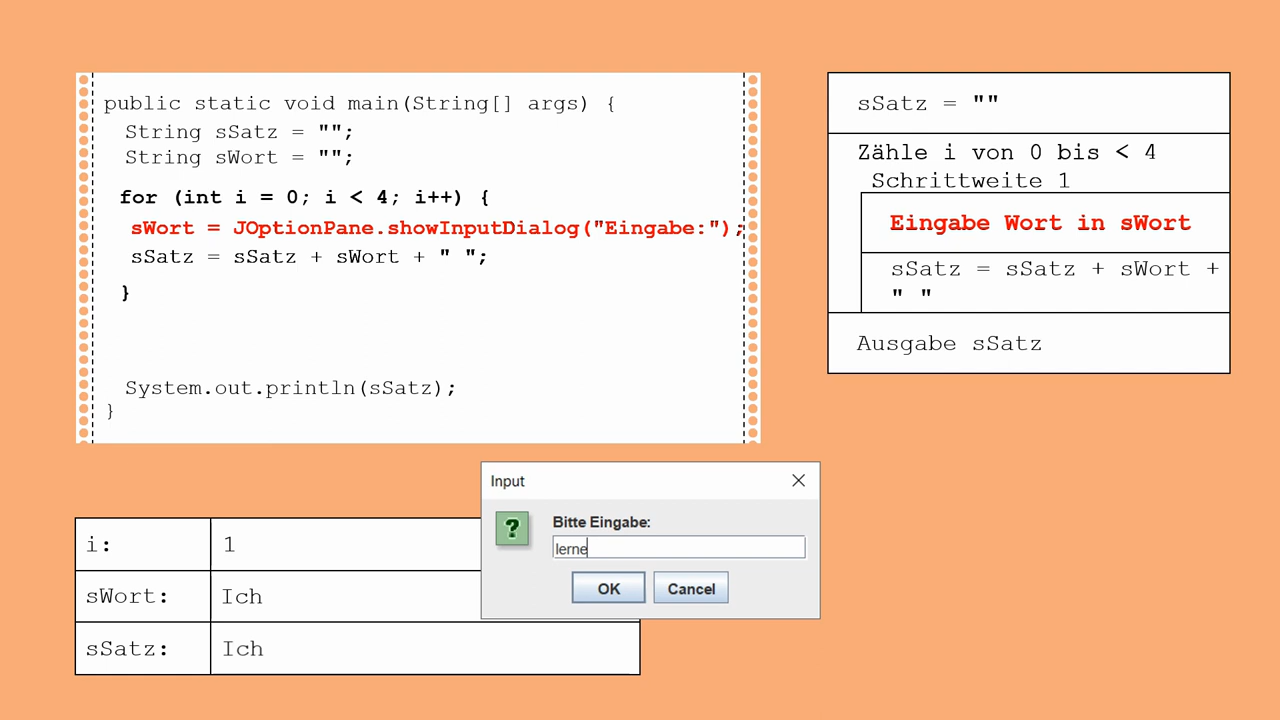 public static void main(String[] args) {
String sSatz = "";
String sWort = "";
for (int i = 0; i < 4; i++) {
sWort = JOptionPane.showInputDialog("Eingabe:");
sSatz = sSatz + sWort + " ";
}
System.out.println(sSatz);
}
sSatz = ""
Zähle i von 0 bis < 4
Schrittweite 1
Eingabe Wort in sWort
sSatz = sSatz + sWort +
" "
Ausgabe sSatz
i: 1
sWort: Ich
sSatz: Ich
Input
?
Bitte Eingabe:
lerne
OK Cancel